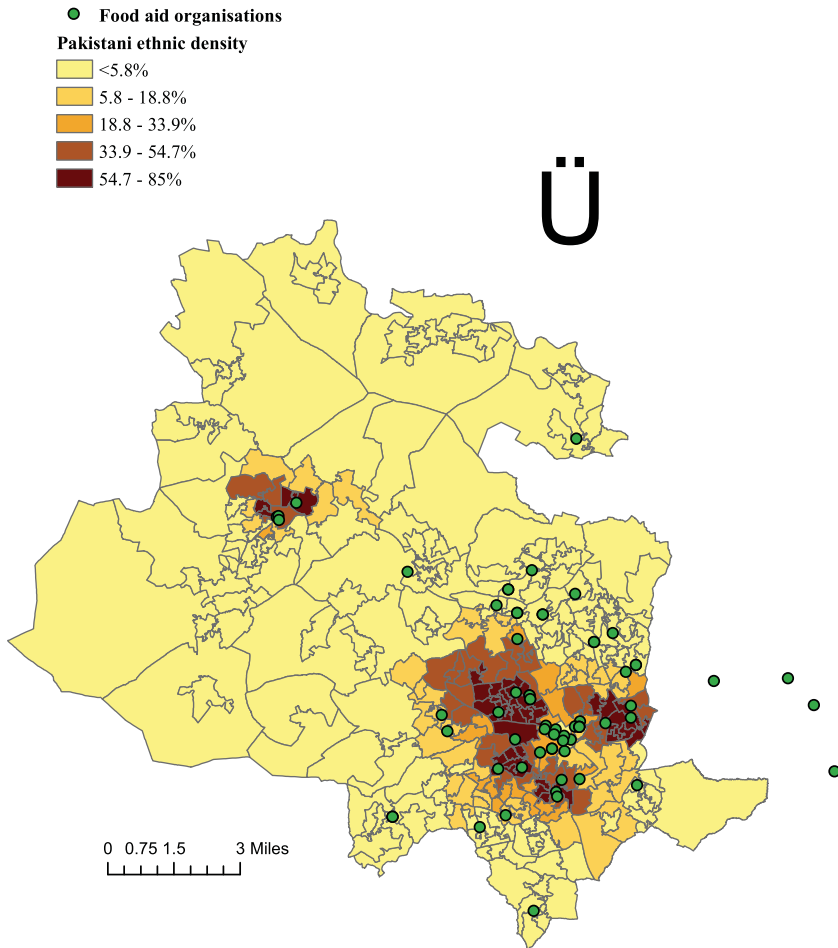 Food aid organisations
Pakistani ethnic density
<5.8%
5.8 - 18.8%
18.8 - 33.9%
33.9 - 54.7%
54.7 - 85%
Ü
0 0.75 1.5 3 Miles